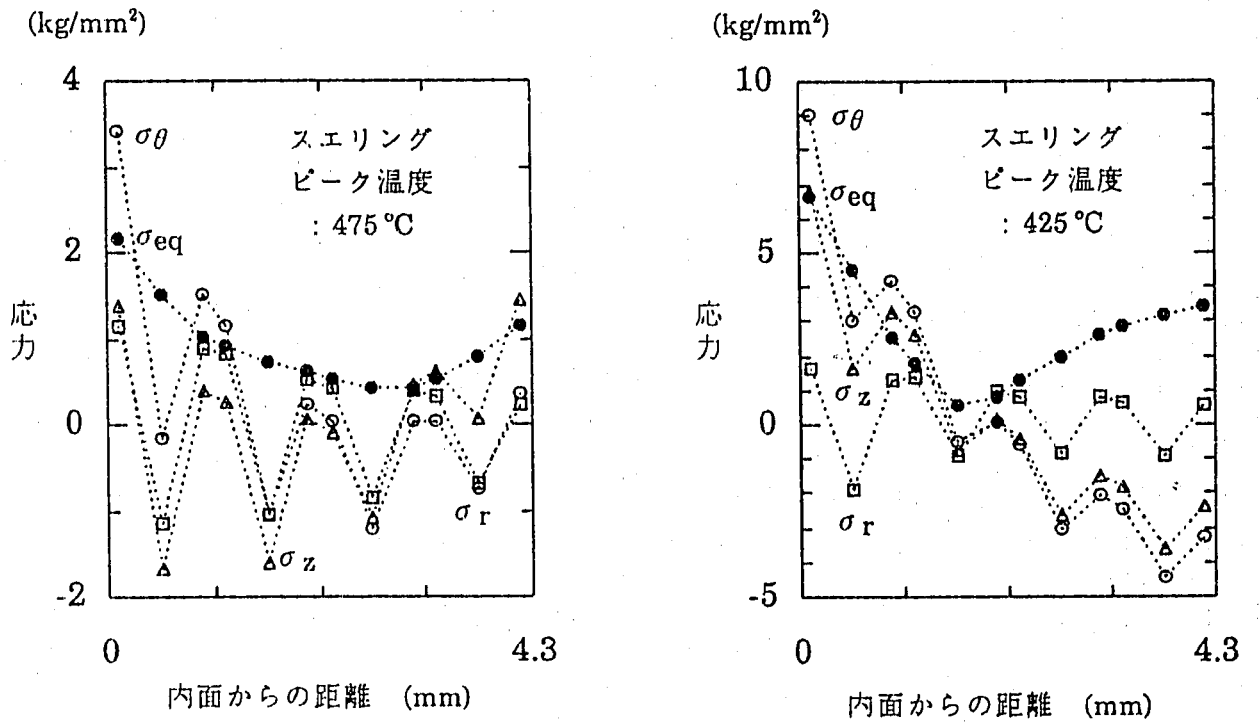 (kg/mm²)
4
2
0
-2
応力
σθ
σeq
スエリング
ピーク温度
: 475°C
σr
σz
0
4.3
内面からの距離 (mm)
(kg/mm²)
10
5
0
-5
応力
σθ
σeq
スエリング
ピーク温度
: 425°C
σz
σr
0
4.3
内面からの距離 (mm)